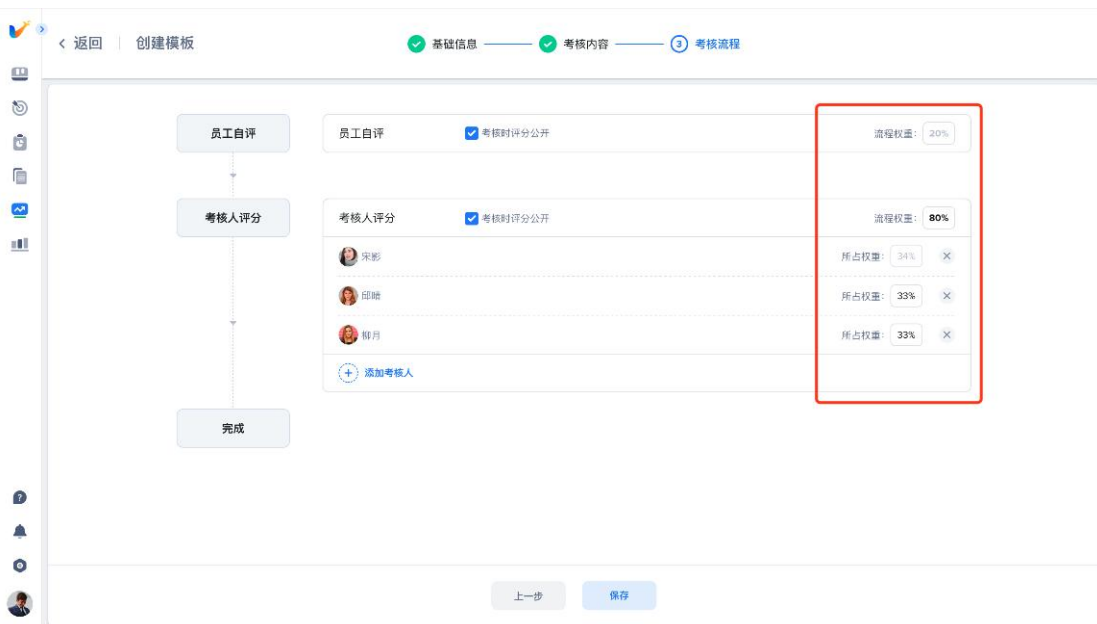 返回 创建模板 基础信息 考核内容 3 考核流程
员工自评 员工自评 考核时评分公开 流程权重: 20%
考核人评分 考核人评分 考核时评分公开 流程权重: 80%
宋影 所占权重: 34%
邱晴 所占权重: 33%
柳月 所占权重: 33%
添加考核人
完成
上一步 保存